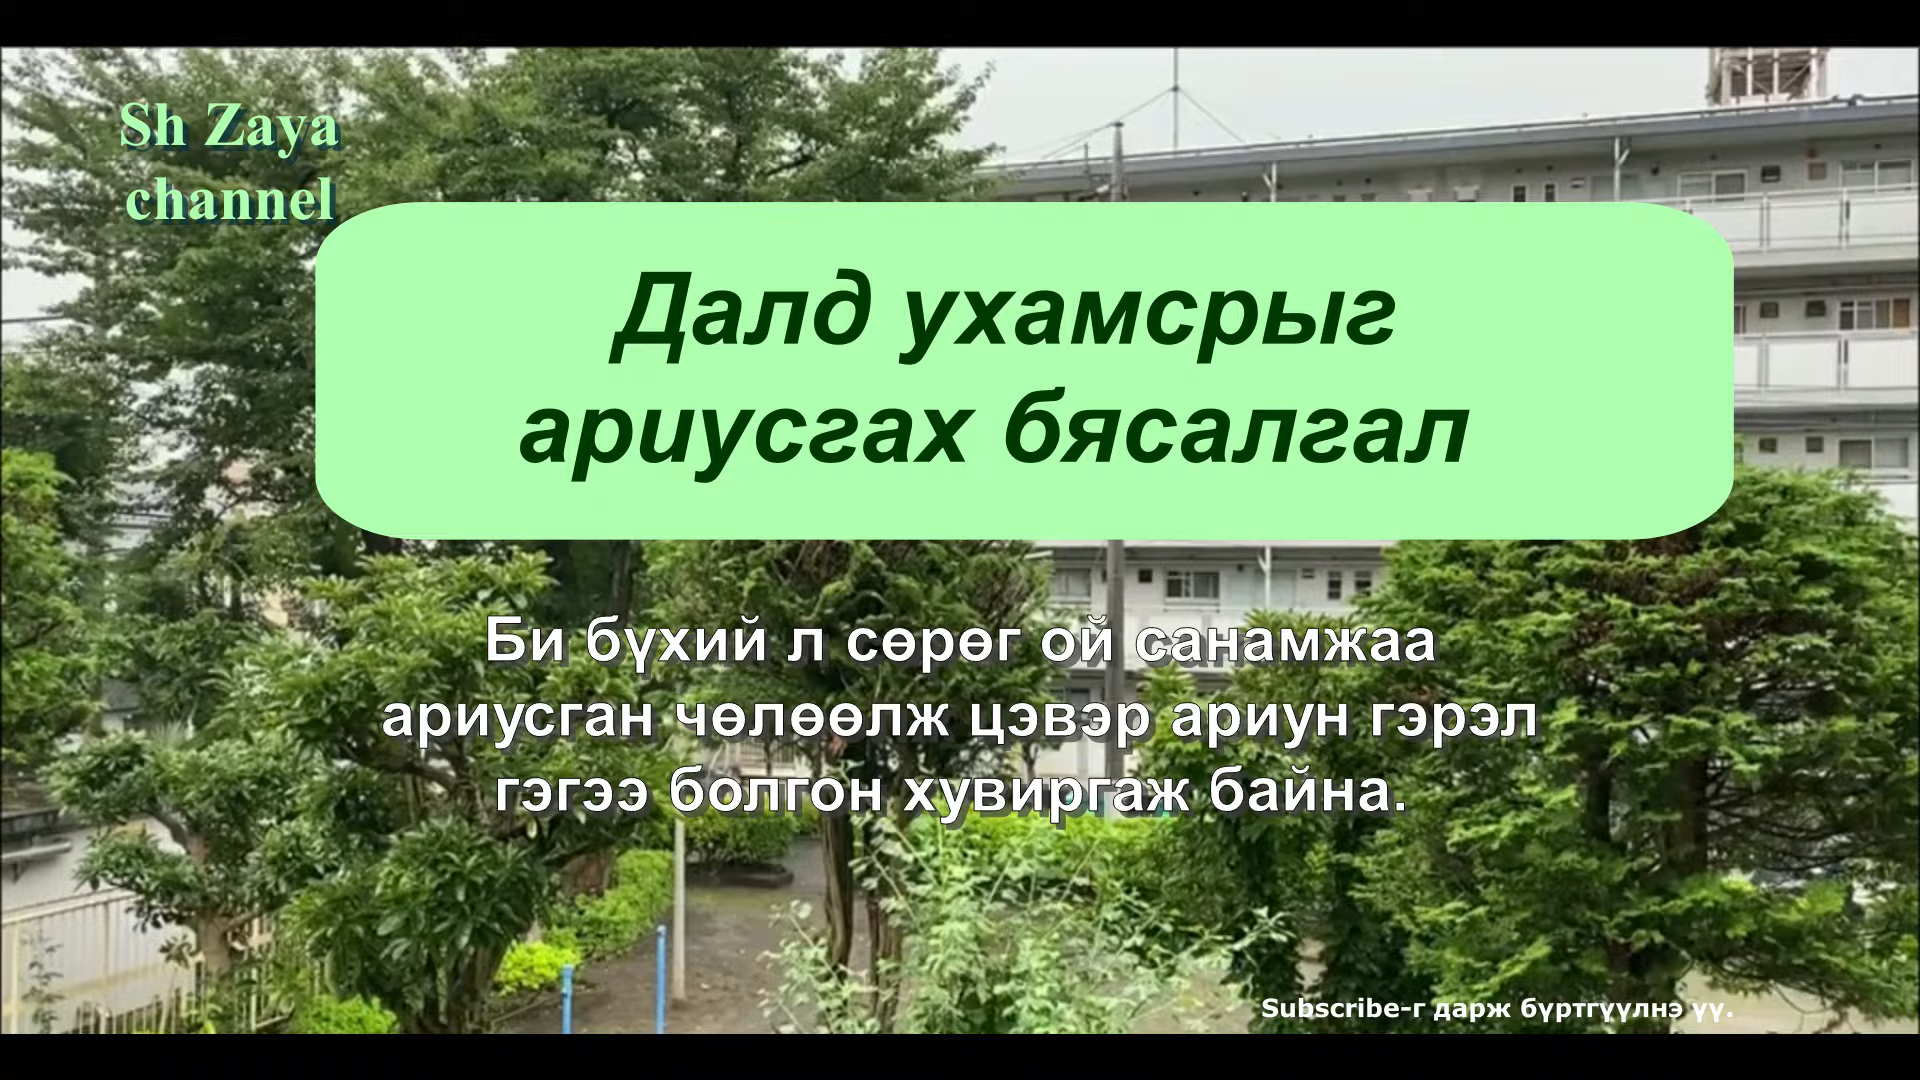 Sh Zaya
channel
Далд ухамсрыг
ариусгах бясалгал
Би бүхий л сөрөг ой санамжаа
ариусган чөлөөлж цэвэр ариун гэрэл
гэгээ болгон хувиргаж байна.
Subscribe-г дарж бүртгүүлнэ үү.